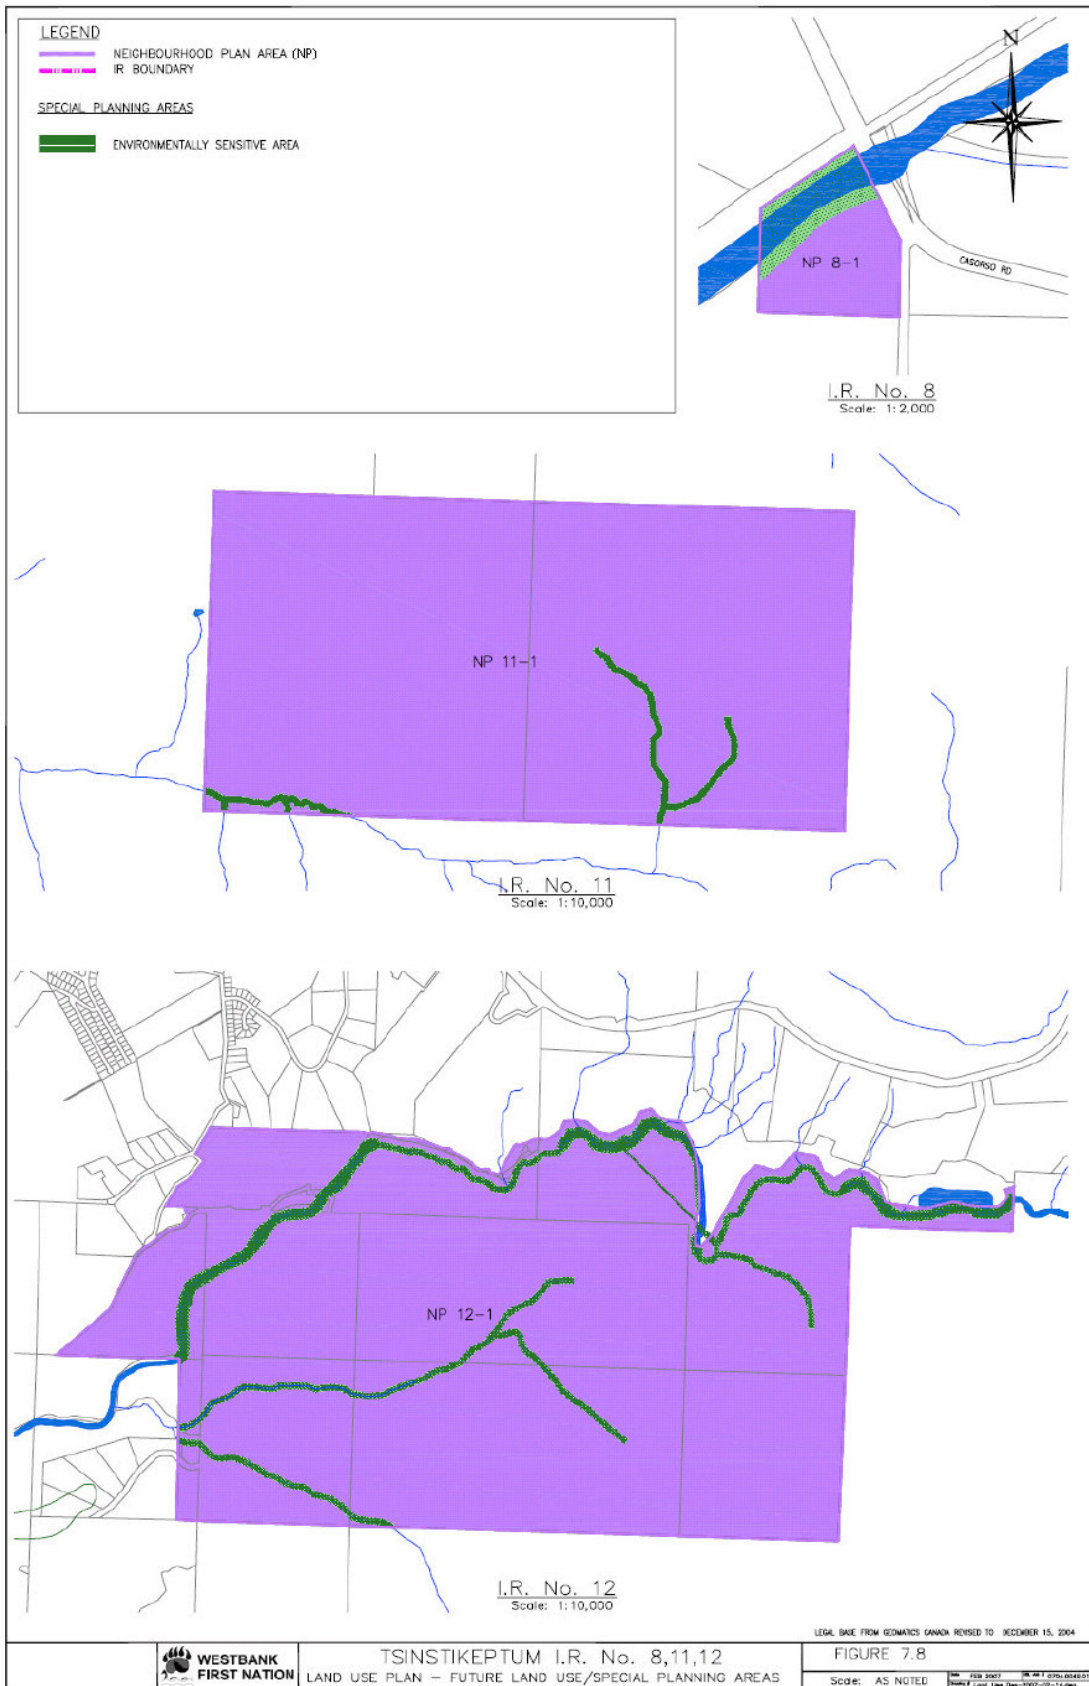 LEGEND
NEIGHBOURHOOD PLAN AREA (NP)
IR BOUNDARY
SPECIAL PLANNING AREAS
ENVIRONMENTALLY SENSITIVE AREA
N
NP 8-1
CASORSO RD
I.R. No. 8
Scale: 1:2,000
NP 11-1
I.R. No. 11
Scale: 1:10,000
NP 12-1
I.R. No. 12
Scale: 1:10,000
LEGAL BASE FROM GEOMATICS CANADA REVISED TO DECEMBER 15, 2004
WESTBANK
FIRST NATION
TSINSTIKEPTUM I.R. No. 8,11,12
LAND USE PLAN – FUTURE LAND USE/SPECIAL PLANNING AREAS
FIGURE 7.8
Scale: AS NOTED
FEB 2007